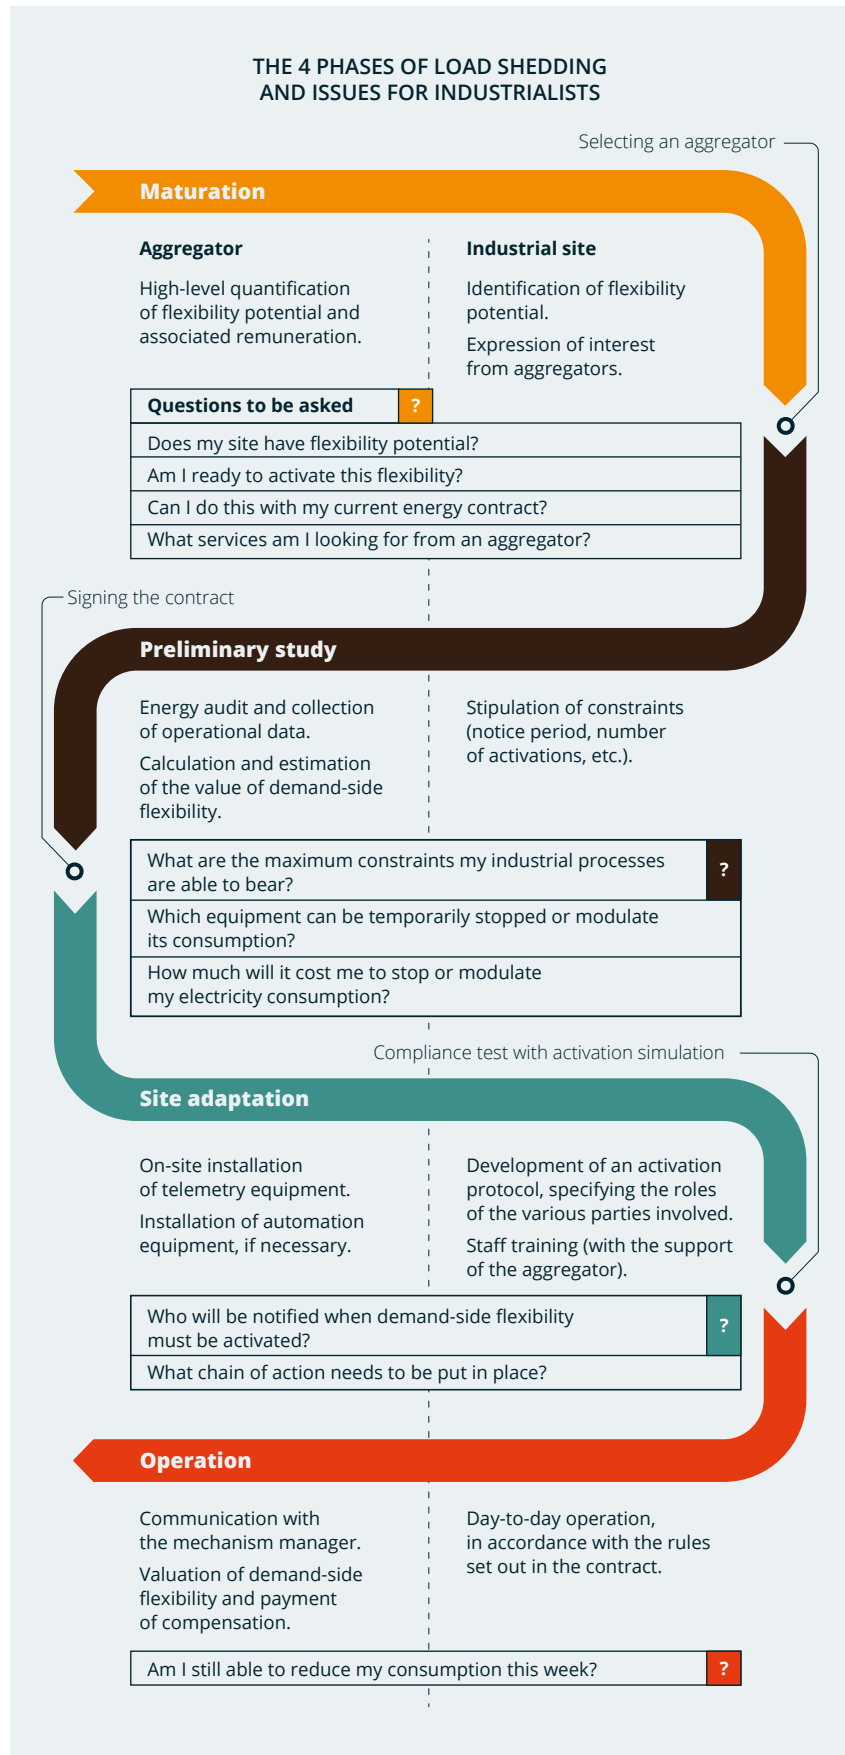 THE 4 PHASES OF LOAD SHEDDING
AND ISSUES FOR INDUSTRIALISTS
Selecting an aggregator
Maturation
Aggregator
High-level quantification
of flexibility potential and
associated remuneration.
Industrial site
Identification of flexibility
potential.
Expression of interest
from aggregators.
Questions to be asked
?
Does my site have flexibility potential?
Am I ready to activate this flexibility?
Can I do this with my current energy contract?
What services am I looking for from an aggregator?
Signing the contract
Preliminary study
Energy audit and collection
of operational data.
Calculation and estimation
of the value of demand-side
flexibility.
Stipulation of constraints
(notice period, number
of activations, etc.).
What are the maximum constraints my industrial processes
are able to bear?
?
Which equipment can be temporarily stopped or modulate
its consumption?
How much will it cost me to stop or modulate
my electricity consumption?
Compliance test with activation simulation
Site adaptation
On-site installation
of telemetry equipment.
Installation of automation
equipment, if necessary.
Development of an activation
protocol, specifying the roles
of the various parties involved.
Staff training (with the support
of the aggregator).
Who will be notified when demand-side flexibility
must be activated?
?
What chain of action needs to be put in place?
Operation
Communication with
the mechanism manager.
Valuation of demand-side
flexibility and payment
of compensation.
Day-to-day operation,
in accordance with the rules
set out in the contract.
Am I still able to reduce my consumption this week?
?